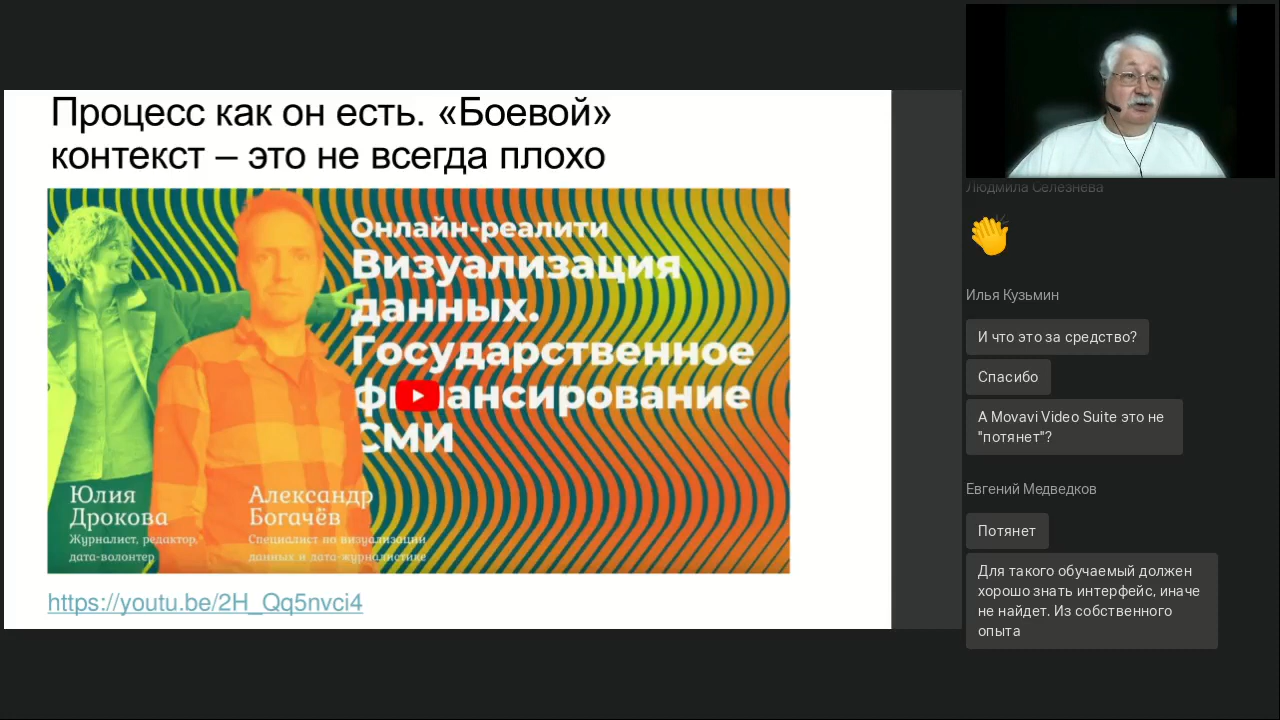 Процесс как он есть. «Боевой»
контекст – это не всегда плохо
Онлайн-реалити
Визуализация
данных.
Государственное
финансирование
СМИ
Юлия
Дрокова
Журналист, редактор,
дата-волонтер
Александр
Богачёв
Специалист по визуализации
данных и дата-журналистике
https://youtu.be/2H_Qq5nvci4
Людмила Селезнева
Илья Кузьмин
И что это за средство?
Спасибо
А Movavi Video Suite это не
"потянет"?
Евгений Медведков
Потянет
Для такого обучаемый должен
хорошо знать интерфейс, иначе
не найдет. Из собственного
опыта